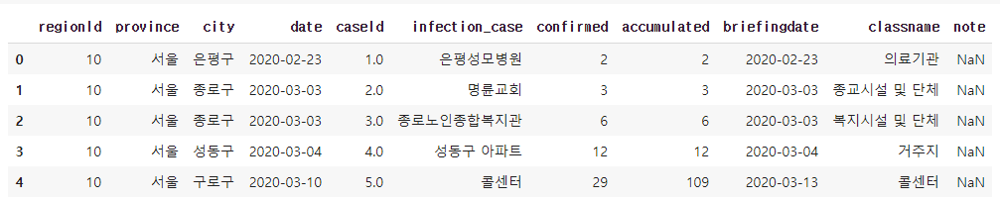 regionId province city date caseId infection_case confirmed accumulated briefingdate classname note
0 10 서울 은평구 2020-02-23 1.0 은평성모병원 2 2 2020-02-23 의료기관 NaN
1 10 서울 종로구 2020-03-03 2.0 명륜교회 3 3 2020-03-03 종교시설 및 단체 NaN
2 10 서울 종로구 2020-03-03 3.0 종로노인종합복지관 6 6 2020-03-03 복지시설 및 단체 NaN
3 10 서울 성동구 2020-03-04 4.0 성동구 아파트 12 12 2020-03-04 거주지 NaN
4 10 서울 구로구 2020-03-10 5.0 콜센터 29 109 2020-03-13 콜센터 NaN